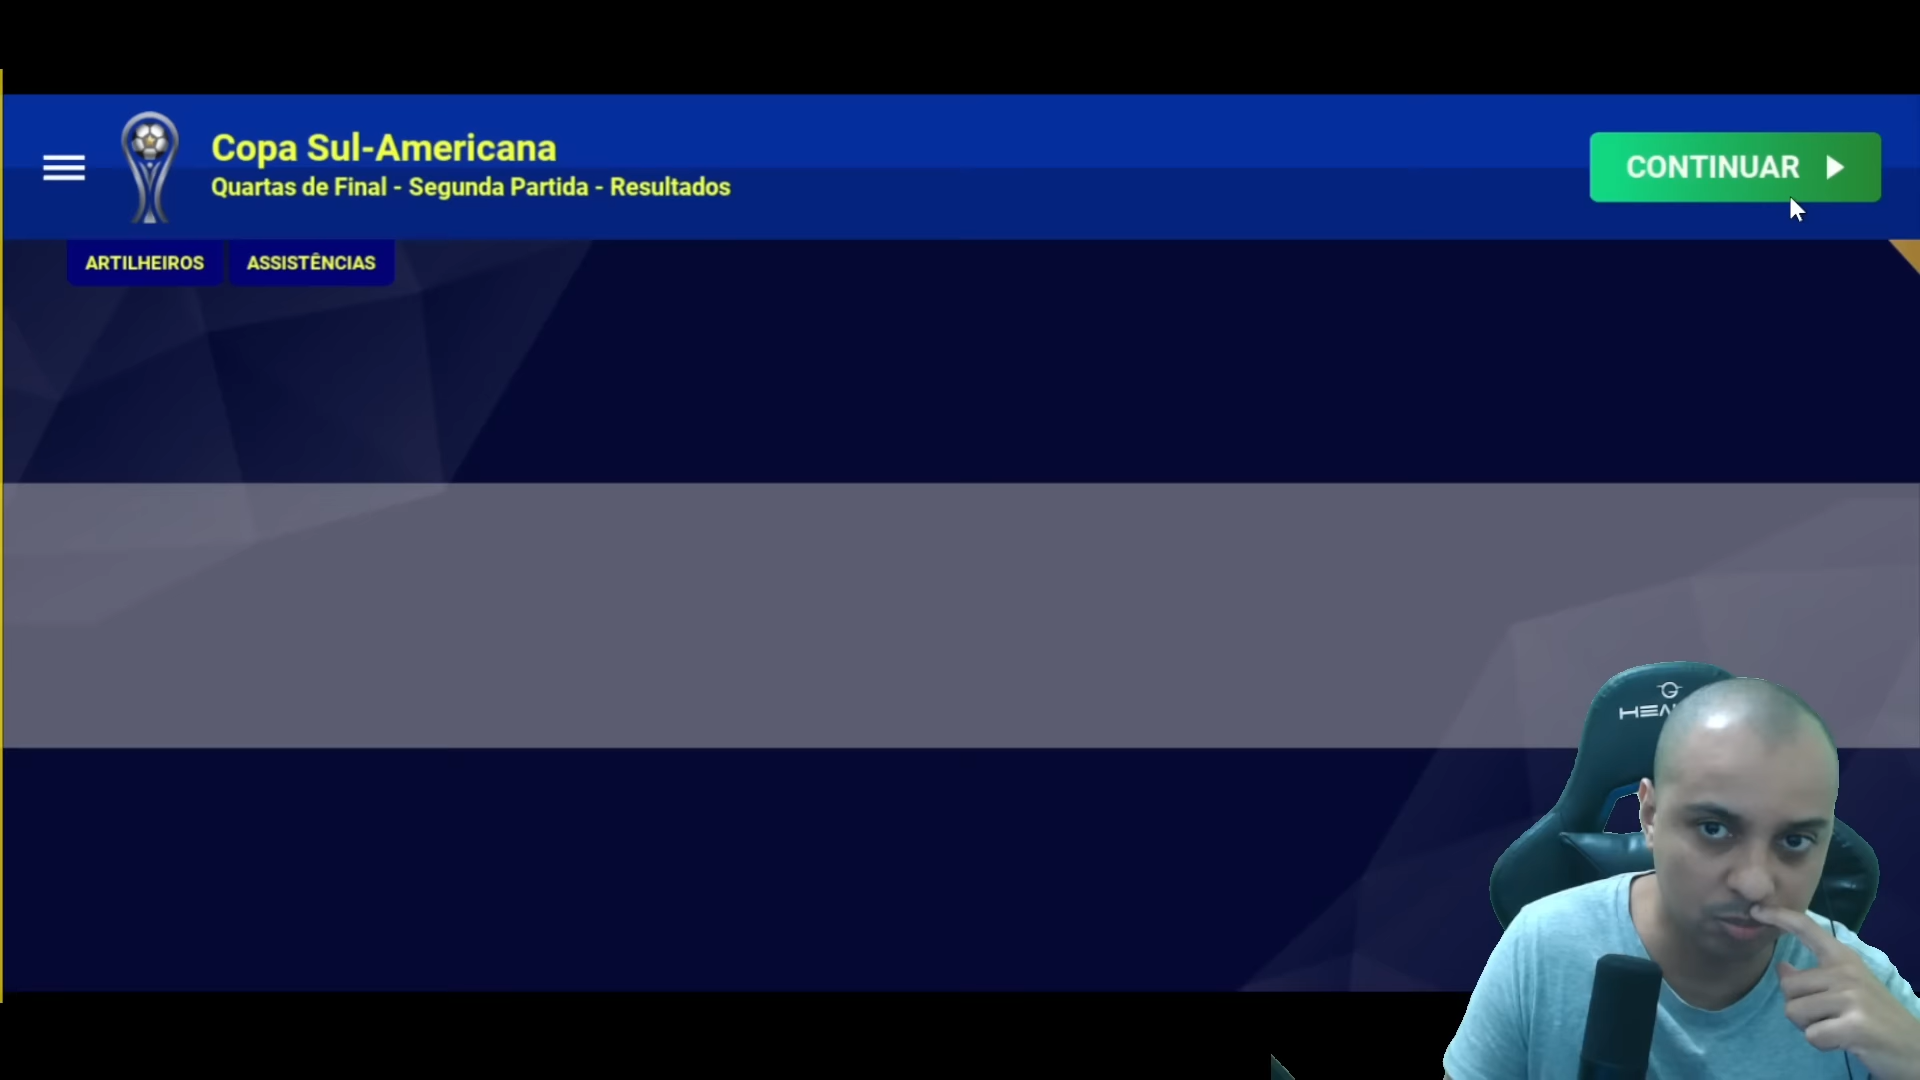 Copa Sul-Americana
Quartas de Final - Segunda Partida - Resultados
CONTINUAR
ARTILHEIROS
ASSISTÊNCIAS